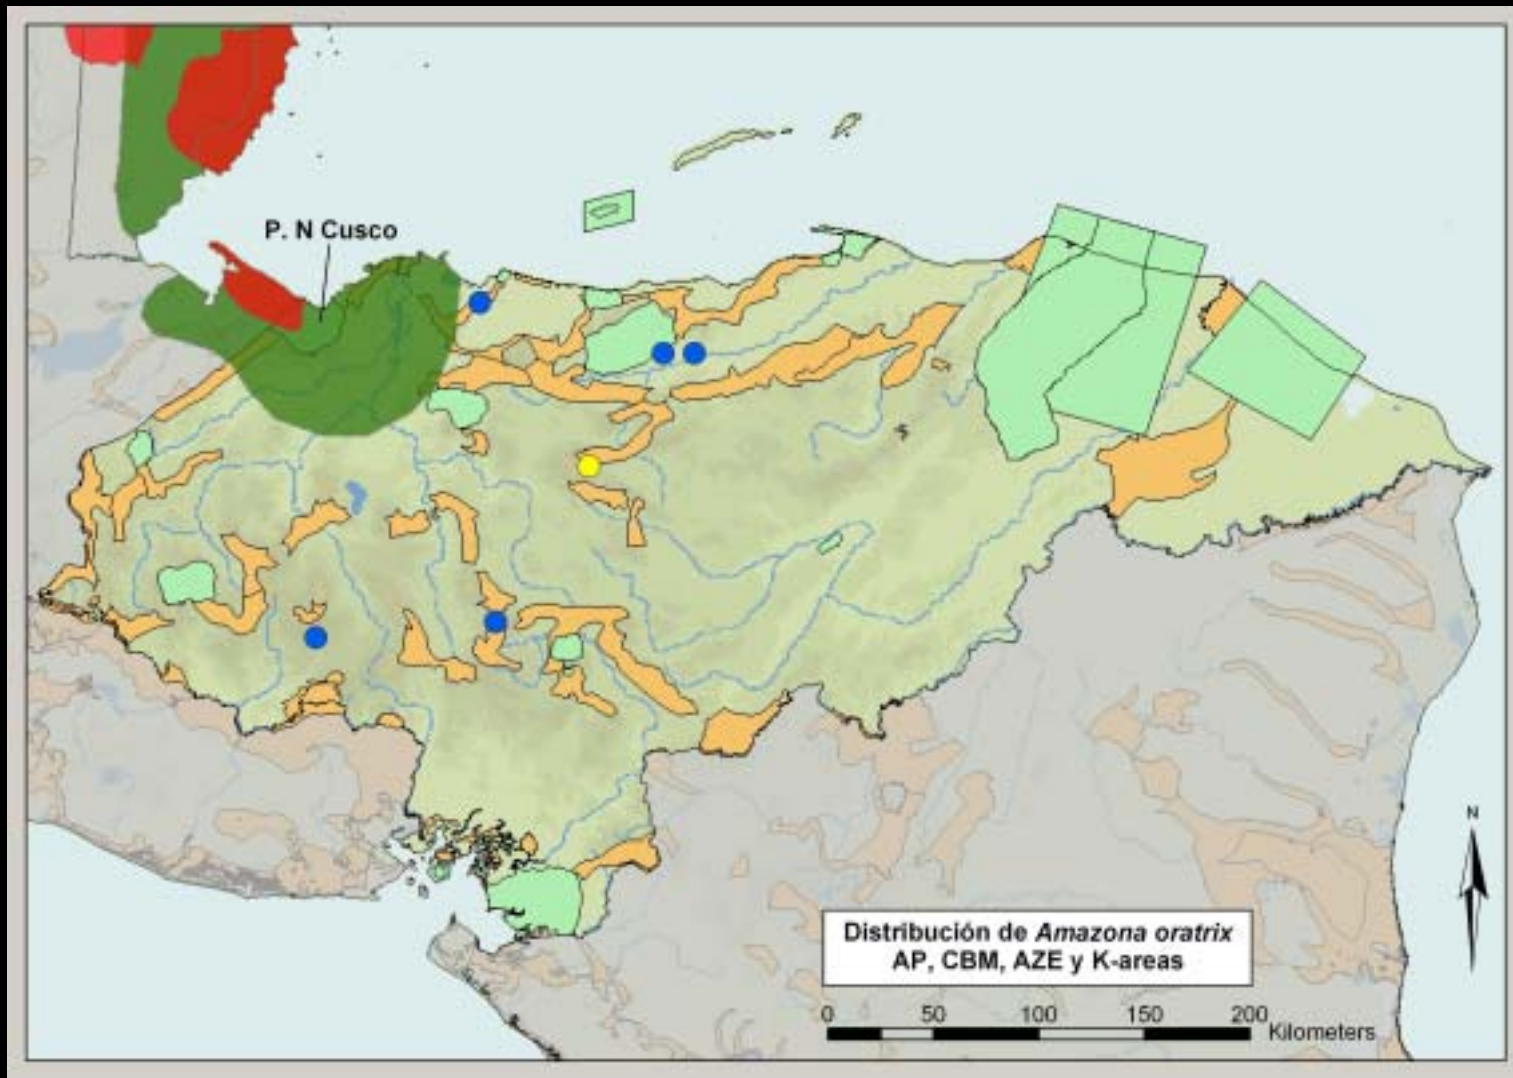 P. N Cusco
N
Distribución de Amazona oratrix
AP, CBM, AZE y K-areas
0 50 100 150 200
Kilometers